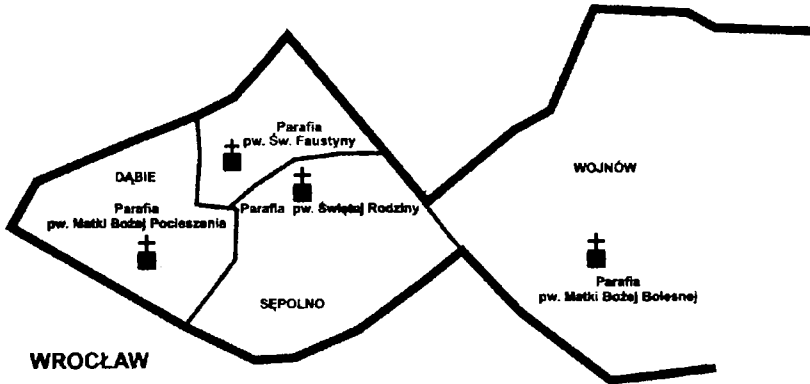 Parafia
pw. Św. Faustyny
DĄBIE
Parafia
pw. Matki Bożej Pocieszenia
Parafia pw. Świętej Rodziny
SĘPOLNO
WOJNÓW
Parafia
pw. Matki Bożej Bolesnej
WROCŁAW